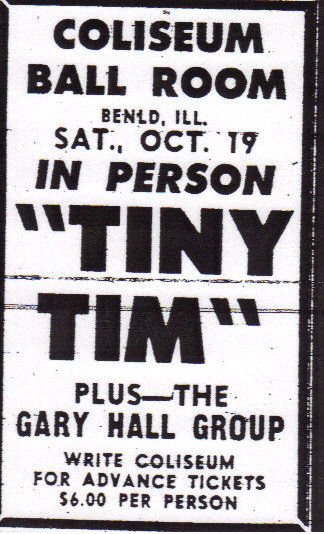 COLISEUM
BALL ROOM
BENLD, ILL.
SAT., OCT. 19
IN PERSON
"TINY
TIM"
PLUS—THE
GARY HALL GROUP
WRITE COLISEUM
FOR ADVANCE TICKETS
$6.00 PER PERSON